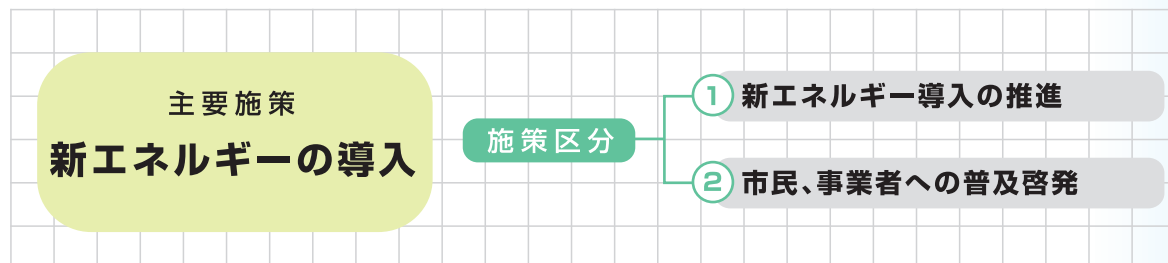 主要施策
新エネルギーの導入
施策区分
1 新エネルギー導入の推進
2 市民、事業者への普及啓発